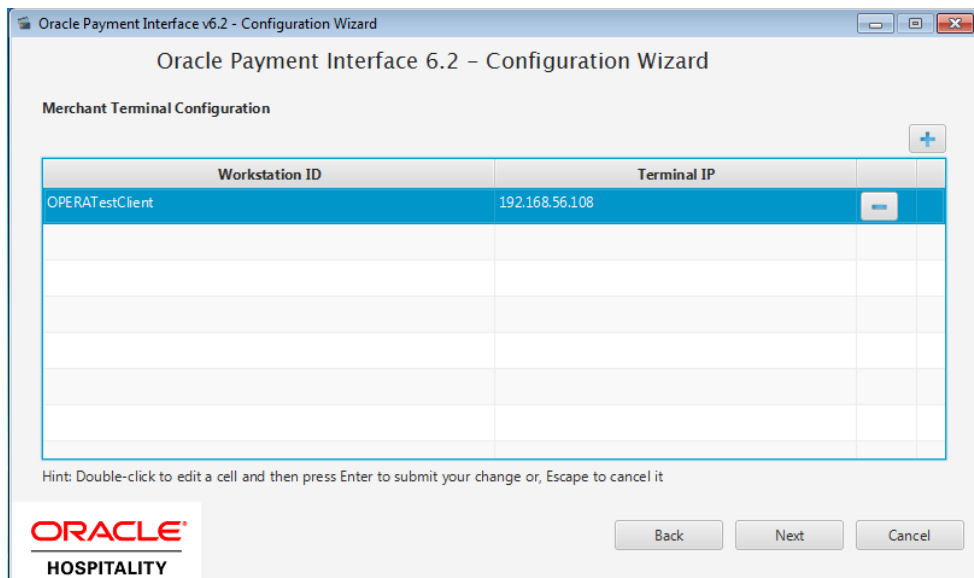 Oracle Payment Interface v6.2 - Configuration Wizard
Oracle Payment Interface 6.2 – Configuration Wizard
Merchant Terminal Configuration
Workstation ID Terminal IP
OPERATestClient 192.168.56.108
Hint: Double-click to edit a cell and then press Enter to submit your change or, Escape to cancel it
ORACLE®
HOSPITALITY
Back Next Cancel